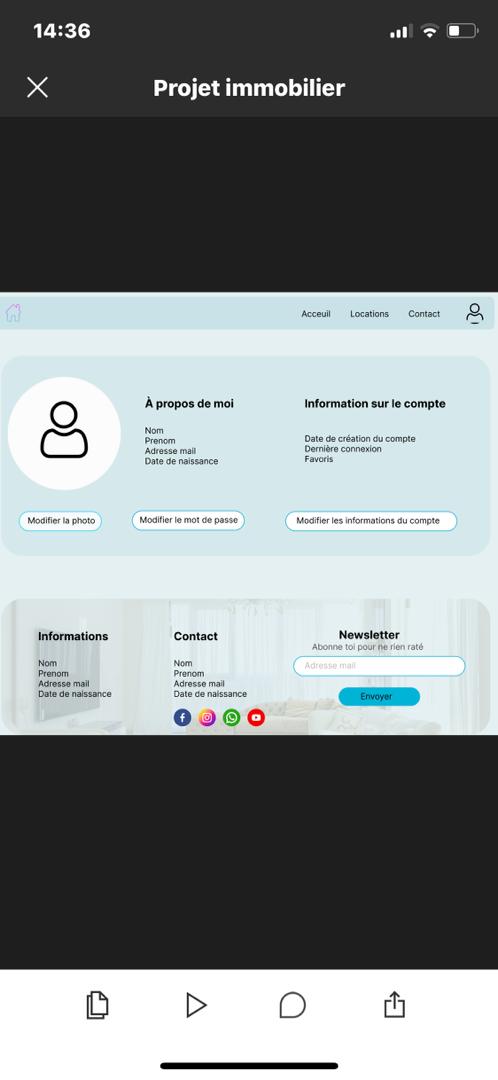 14:36
Projet immobilier
Acceuil Locations Contact
À propos de moi
Nom
Prenom
Adresse mail
Date de naissance
Information sur le compte
Date de création du compte
Dernière connexion
Favoris
Modifier la photo
Modifier le mot de passe
Modifier les informations du compte
Informations
Nom
Prenom
Adresse mail
Date de naissance
Contact
Nom
Prenom
Adresse mail
Date de naissance
Newsletter
Abonne toi pour ne rien raté
Adresse mail
Envoyer